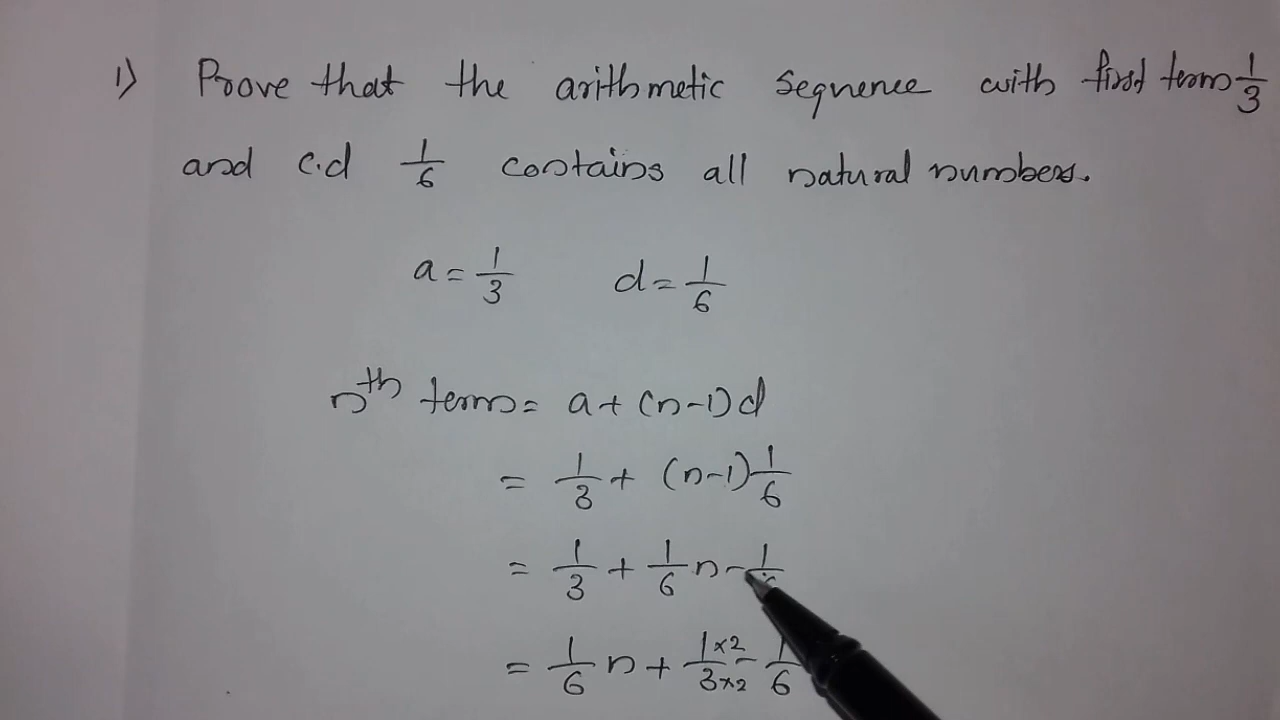 1) Prove that the arithmetic sequence with first term 1/3
and c.d 1/6 contains all natural numbers.
a = 1/3 d = 1/6
nth term = a + (n-1)d
= 1/3 + (n-1) 1/6
= 1/3 + 1/6 n - 1/6
= 1/6 n + 1×2/3×2 - 1/6